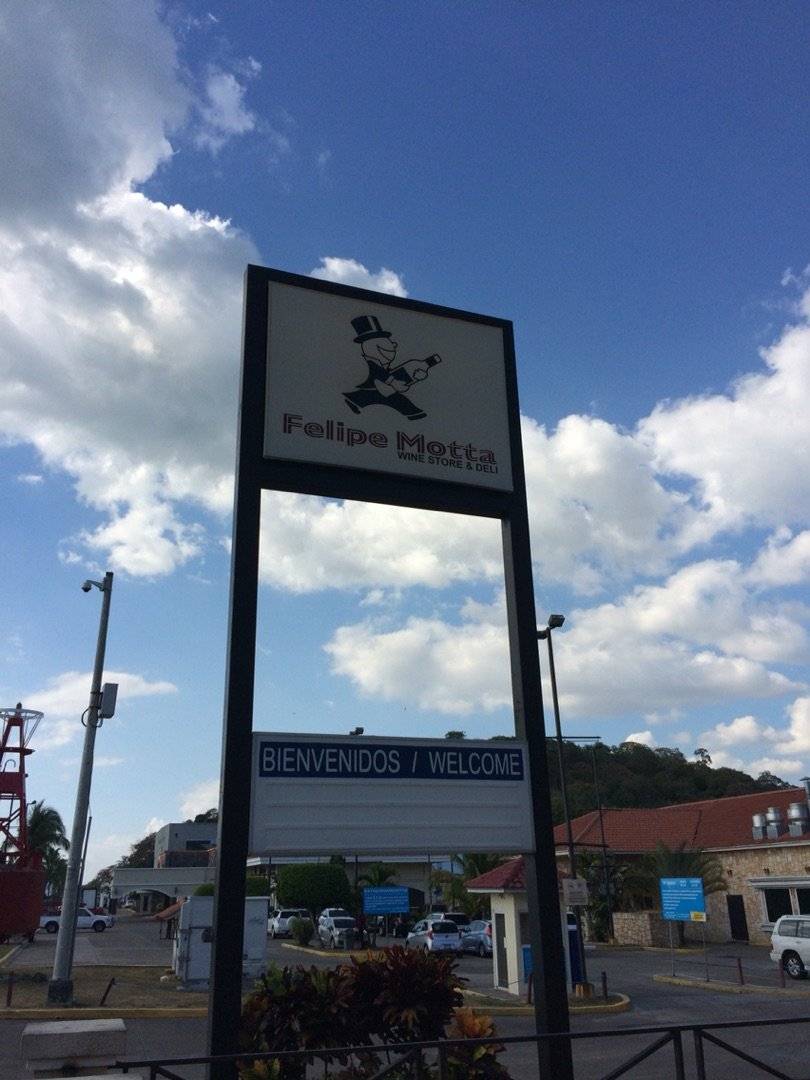 Felipe Motta
WINE STORE & DELI
BIENVENIDOS / WELCOME